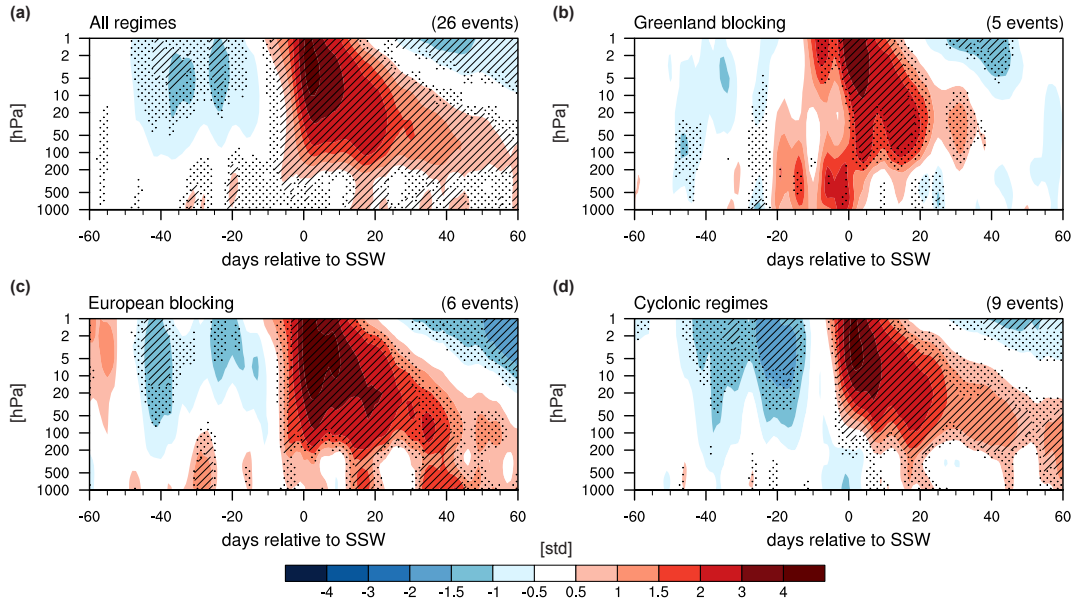 (a) All regimes (26 events)
[hPa]
1
2
5
10
20
50
100
200
500
1000
-60 -40 -20 0 20 40 60
days relative to SSW
(b) Greenland blocking (5 events)
[hPa]
1
2
5
10
20
50
100
200
500
1000
-60 -40 -20 0 20 40 60
days relative to SSW
(c) European blocking (6 events)
[hPa]
1
2
5
10
20
50
100
200
500
1000
-60 -40 -20 0 20 40 60
days relative to SSW
(d) Cyclonic regimes (9 events)
[hPa]
1
2
5
10
20
50
100
200
500
1000
-60 -40 -20 0 20 40 60
days relative to SSW
[std]
-4 -3 -2 -1.5 -1 -0.5 0.5 1 1.5 2 3 4